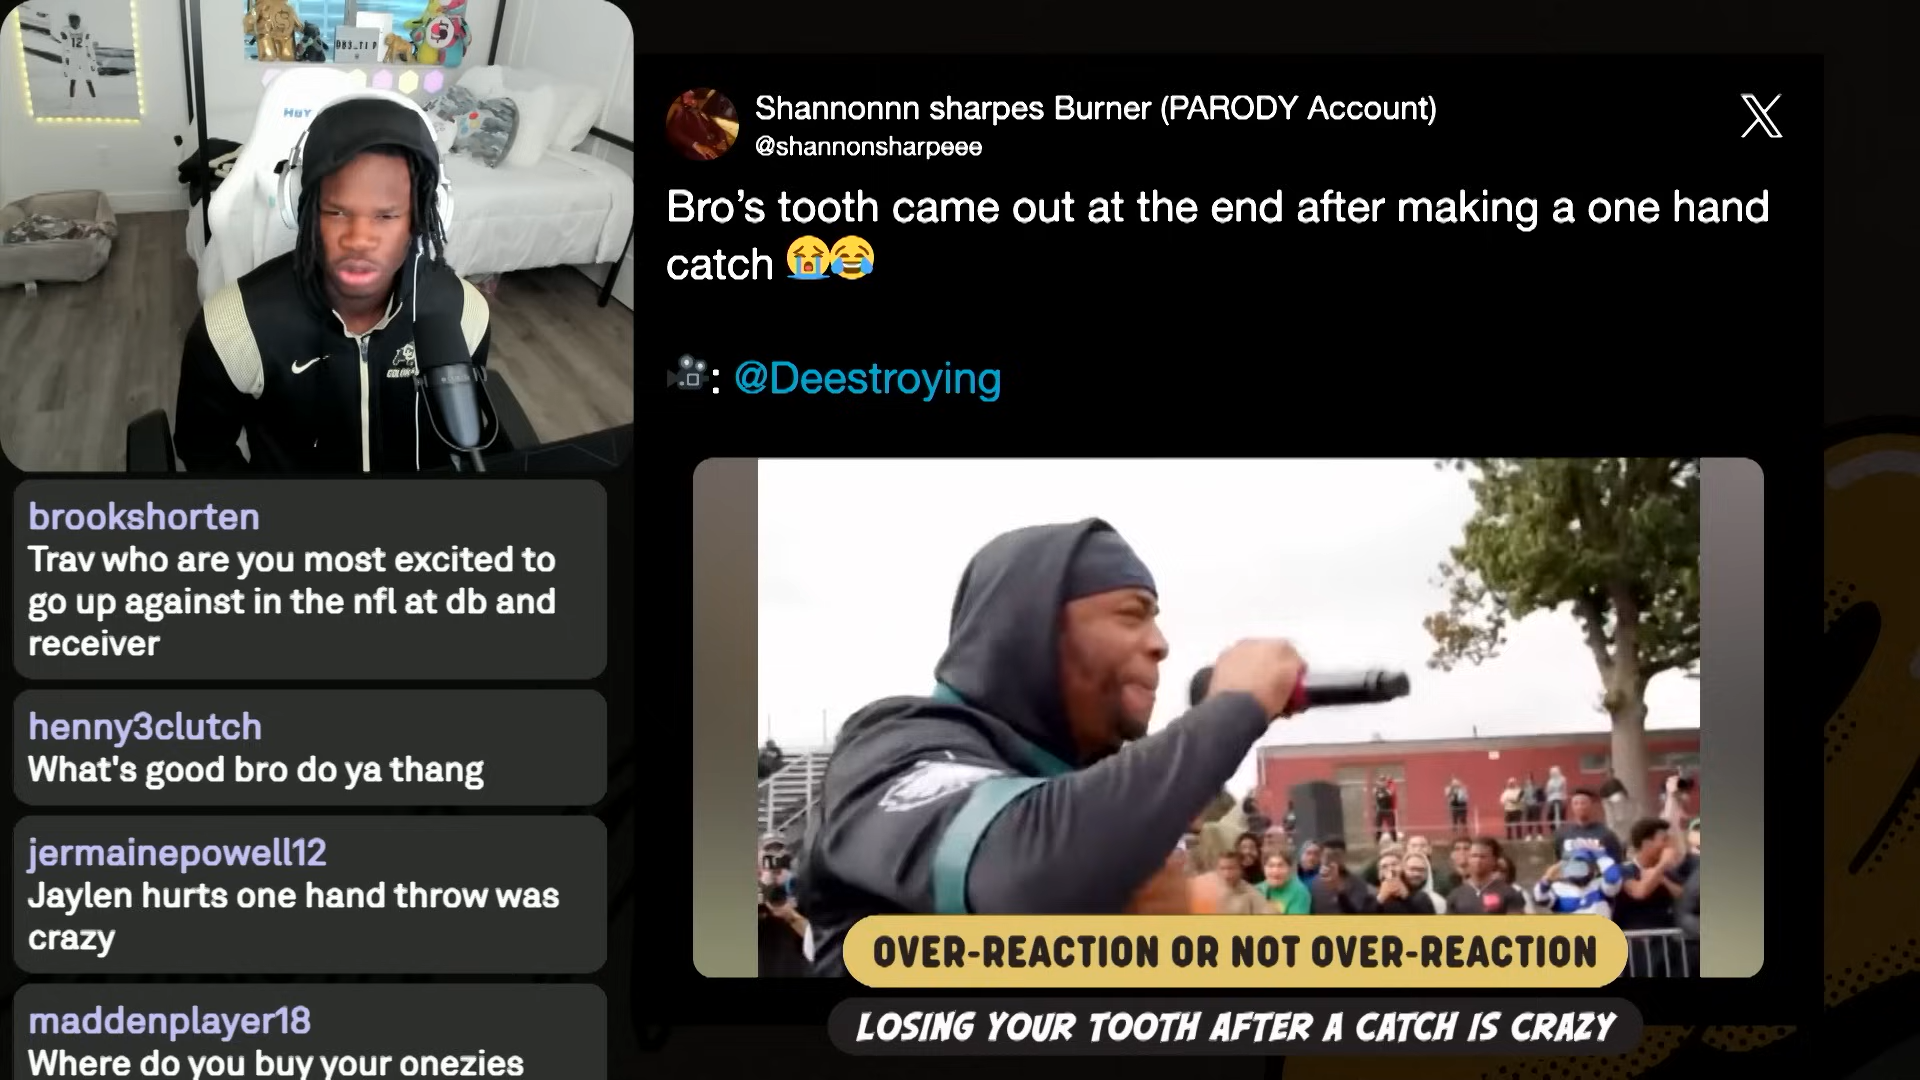 12
HUY
COLORADO
Shannonnn sharpes Burner (PARODY Account)
@shannonsharpeee
Bro's tooth came out at the end after making a one hand
catch 😭😂
🎥: @Deestroying
brookshorten
Trav who are you most excited to
go up against in the nfl at db and
receiver
henny3clutch
What's good bro do ya thang
jermainepowell12
Jaylen hurts one hand throw was
crazy
maddenplayer18
Where do you buy your onezies
OVER-REACTION OR NOT OVER-REACTION
LOSING YOUR TOOTH AFTER A CATCH IS CRAZY